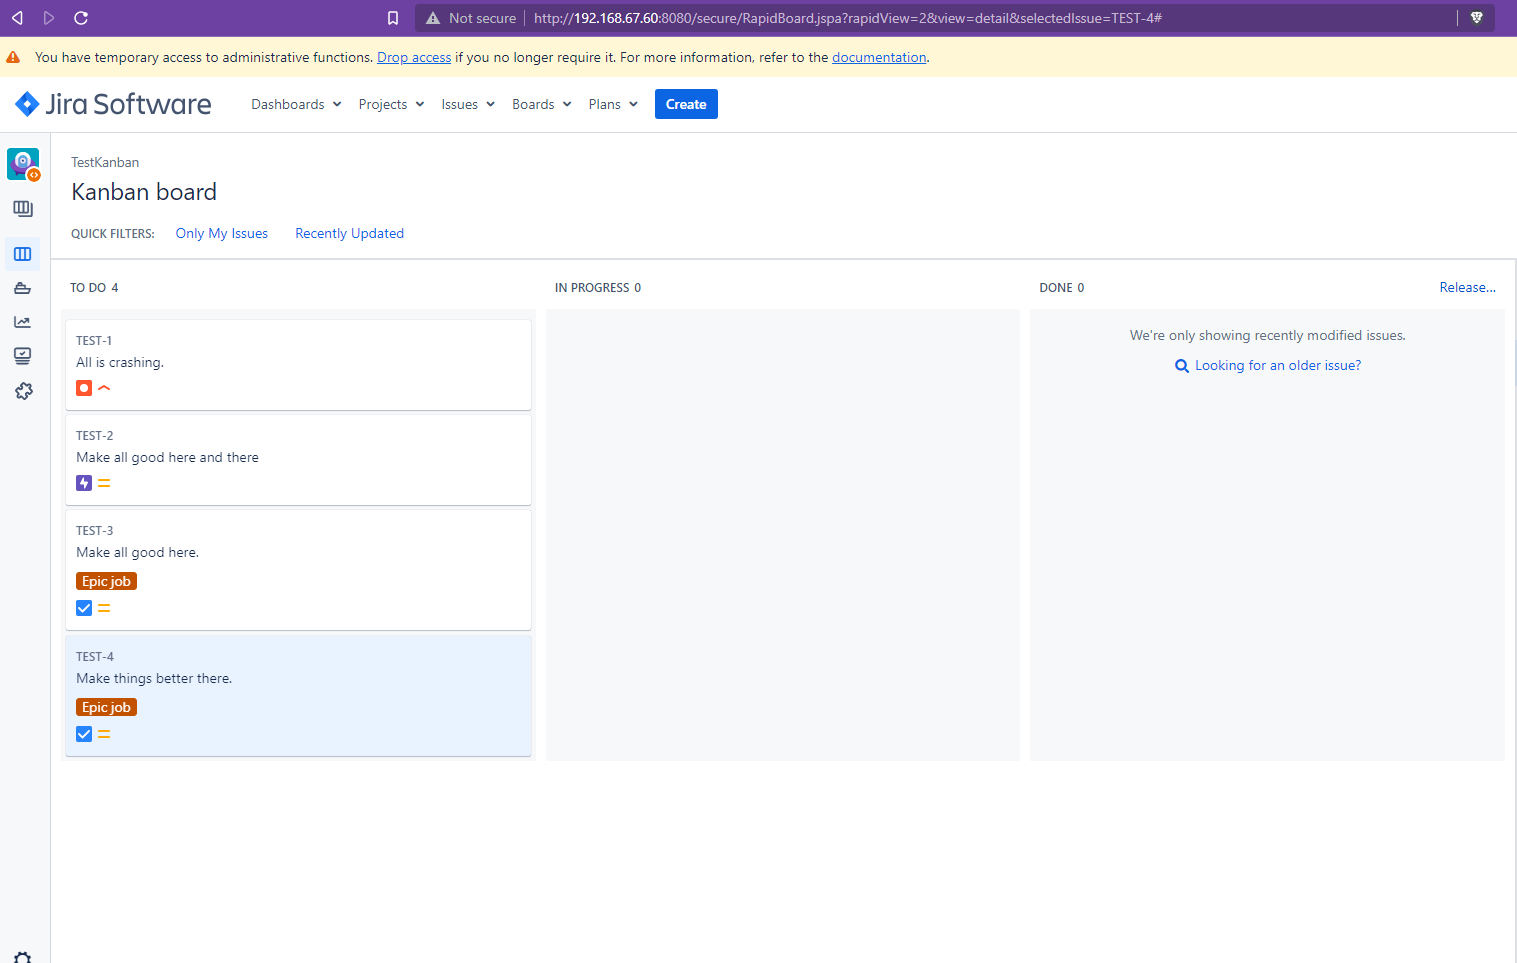 Not secure http://192.168.67.60:8080/secure/RapidBoard.jspa?rapidView=2&view=detail&selectedIssue=TEST-4#
You have temporary access to administrative functions. Drop access if you no longer require it. For more information, refer to the documentation.
Jira Software Dashboards Projects Issues Boards Plans Create
TestKanban
Kanban board
QUICK FILTERS: Only My Issues Recently Updated
TO DO 4 IN PROGRESS 0 DONE 0 Release...
TEST-1
All is crashing.
TEST-2
Make all good here and there
TEST-3
Make all good here.
Epic job
TEST-4
Make things better there.
Epic job
We're only showing recently modified issues.
Looking for an older issue?